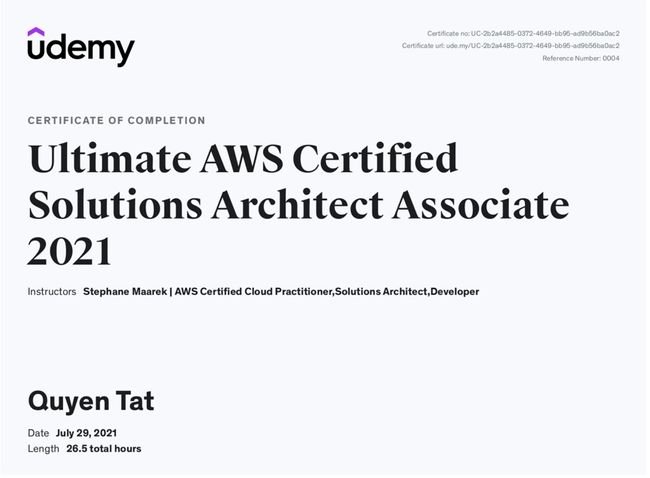 ûdemy
Certificate no: UC-2b2a4485-0372-4649-bb95-ad9b56ba0ac2
Certificate url: ude.my/UC-2b2a4485-0372-4649-bb95-ad9b56ba0ac2
Reference Number: 0004
CERTIFICATE OF COMPLETION
Ultimate AWS Certified
Solutions Architect Associate
2021
Instructors Stephane Maarek | AWS Certified Cloud Practitioner,Solutions Architect,Developer
Quyen Tat
Date July 29, 2021
Length 26.5 total hours